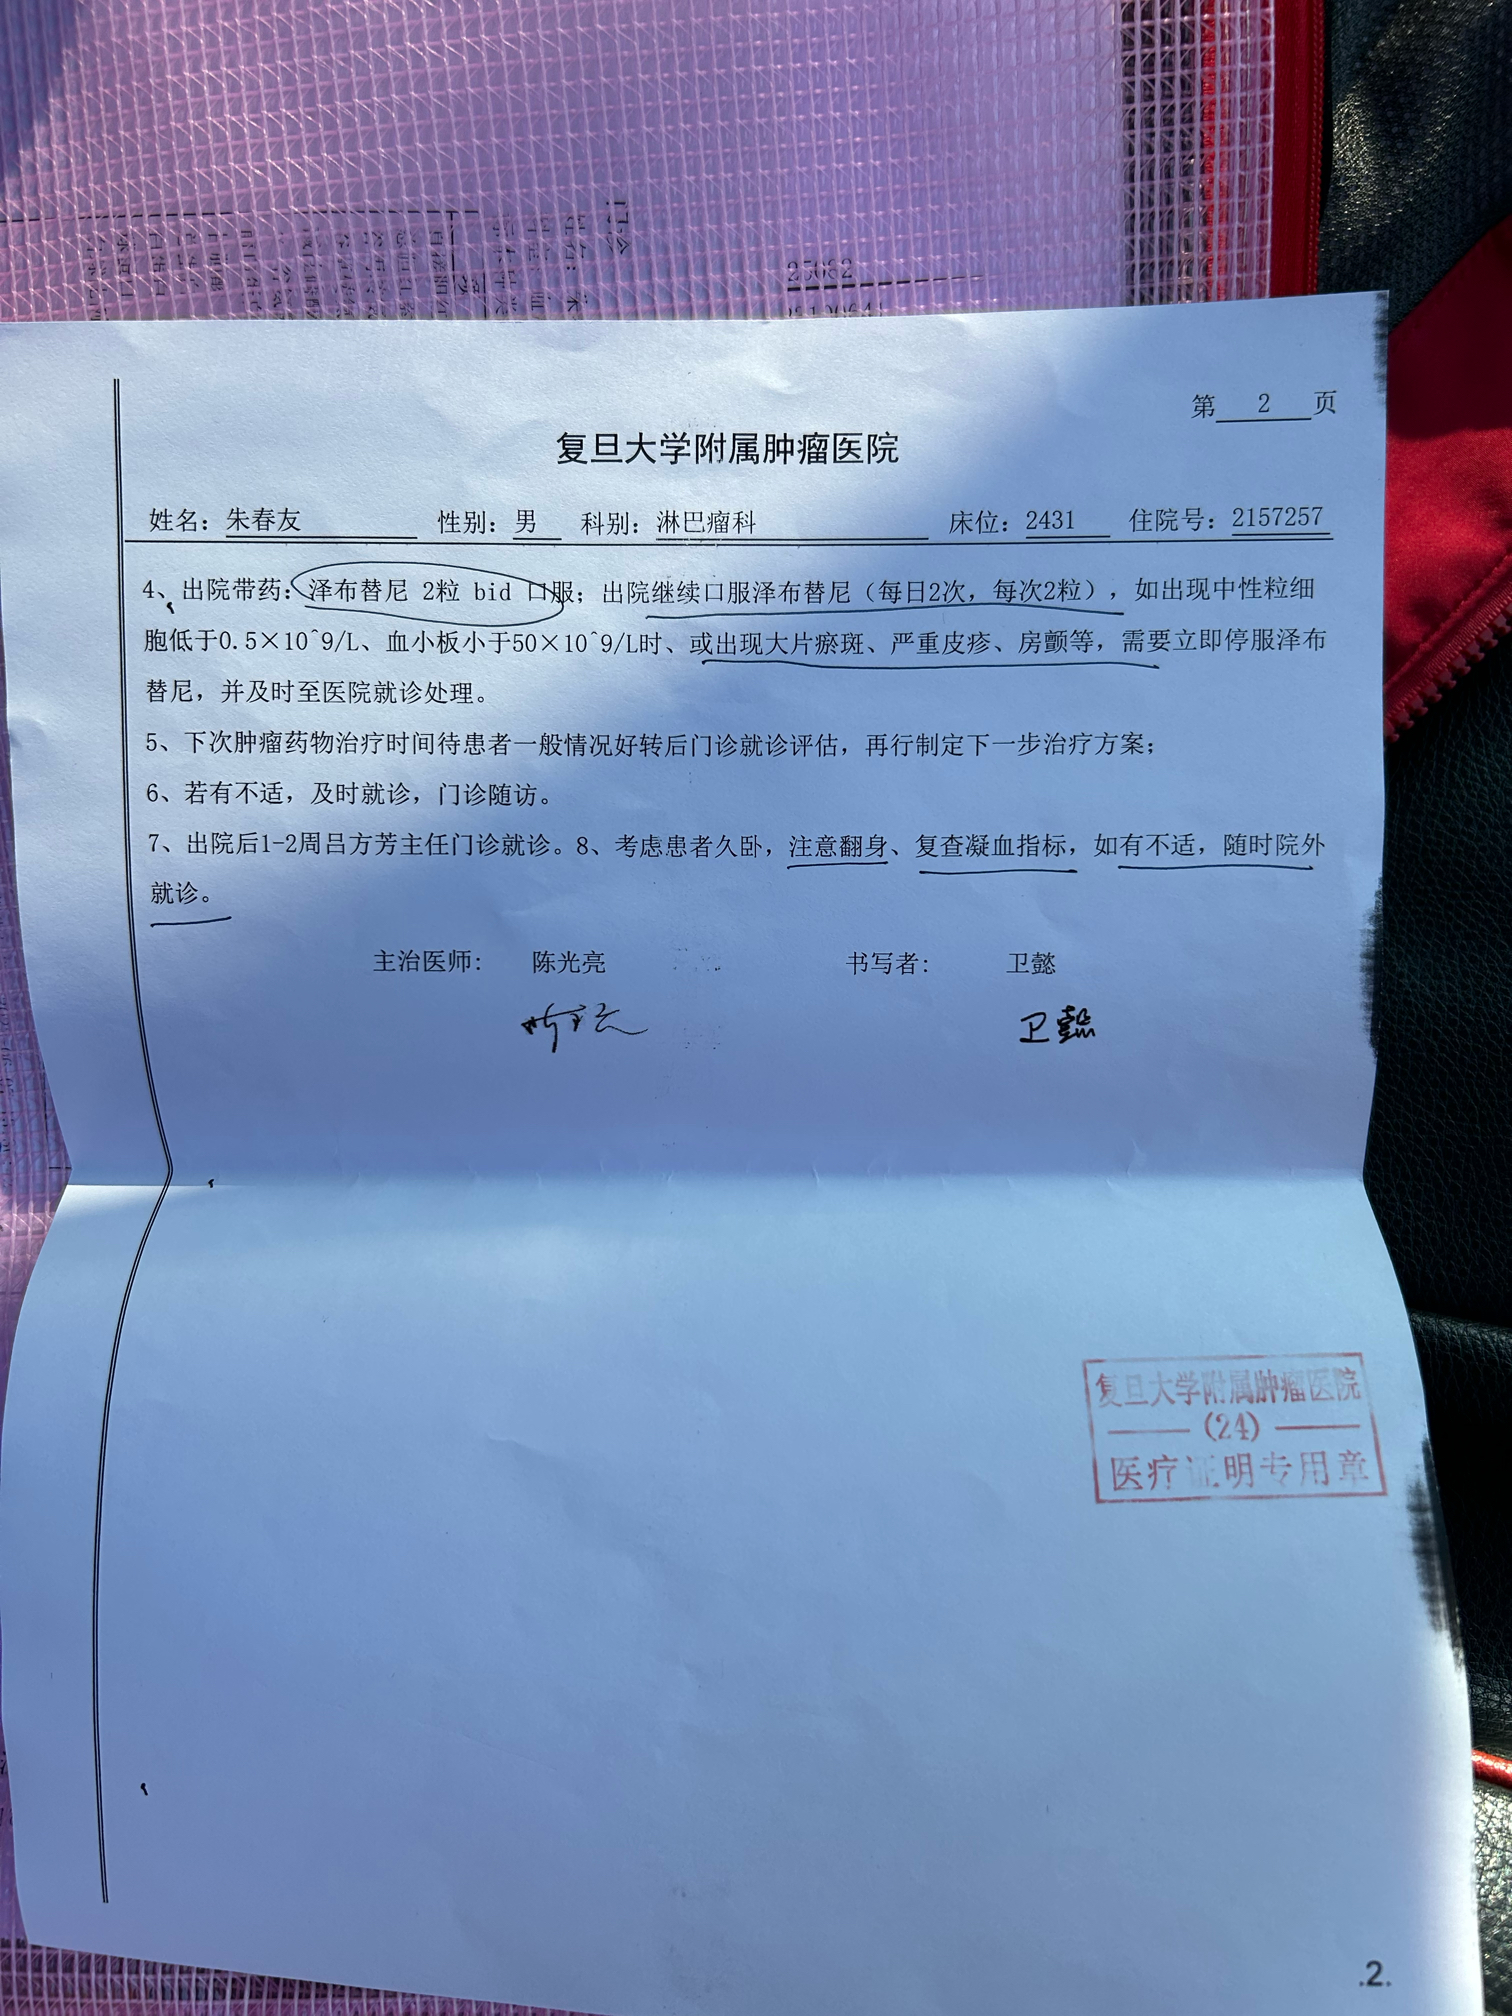 25062
第 2 页
复旦大学附属肿瘤医院
姓名：朱春友 性别：男 科别：淋巴瘤科 床位：2431 住院号：2157257
4、出院带药：泽布替尼 2粒 bid 口服；出院继续口服泽布替尼（每日2次，每次2粒），如出现中性粒细
胞低于0.5×10^9/L、血小板小于50×10^9/L时、或出现大片瘀斑、严重皮疹、房颤等，需要立即停服泽布
替尼，并及时至医院就诊处理。
5、下次肿瘤药物治疗时间待患者一般情况好转后门诊就诊评估，再行制定下一步治疗方案；
6、若有不适，及时就诊，门诊随访。
7、出院后1-2周吕方芳主任门诊就诊。8、考虑患者久卧，注意翻身、复查凝血指标，如有不适，随时院外
就诊。
主治医师： 陈光亮 书写者： 卫懿
卫懿
复旦大学附属肿瘤医院
(24)
医疗证明专用章
.2.